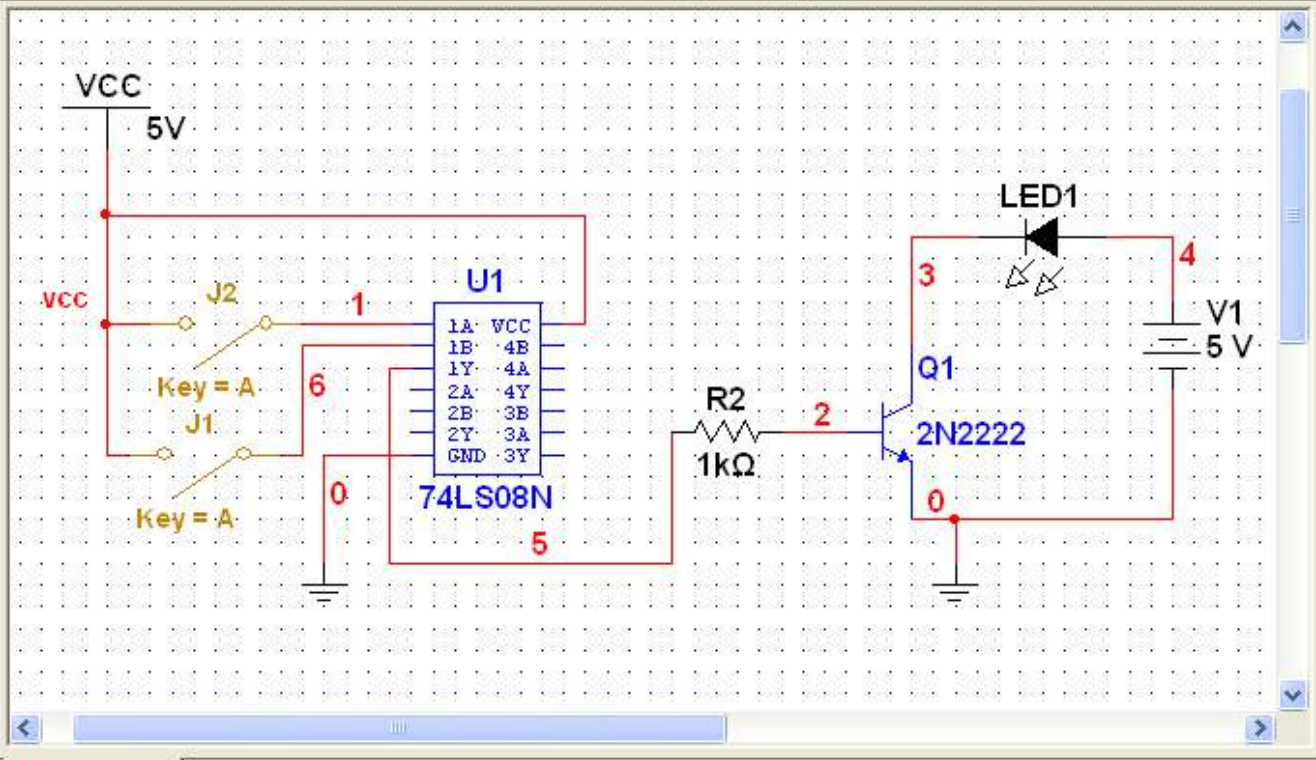 VCC
5V
LED1
4
3
U1
J2
1
VCC
V1
5 V
1A VCC
1B 4B
1Y 4A
2A 4Y
2B 3B
2Y 3A
GND 3Y
Key = A
6
Q1
R2
2
2N2222
J1
1kΩ
0
74LS08N
0
Key = A
5